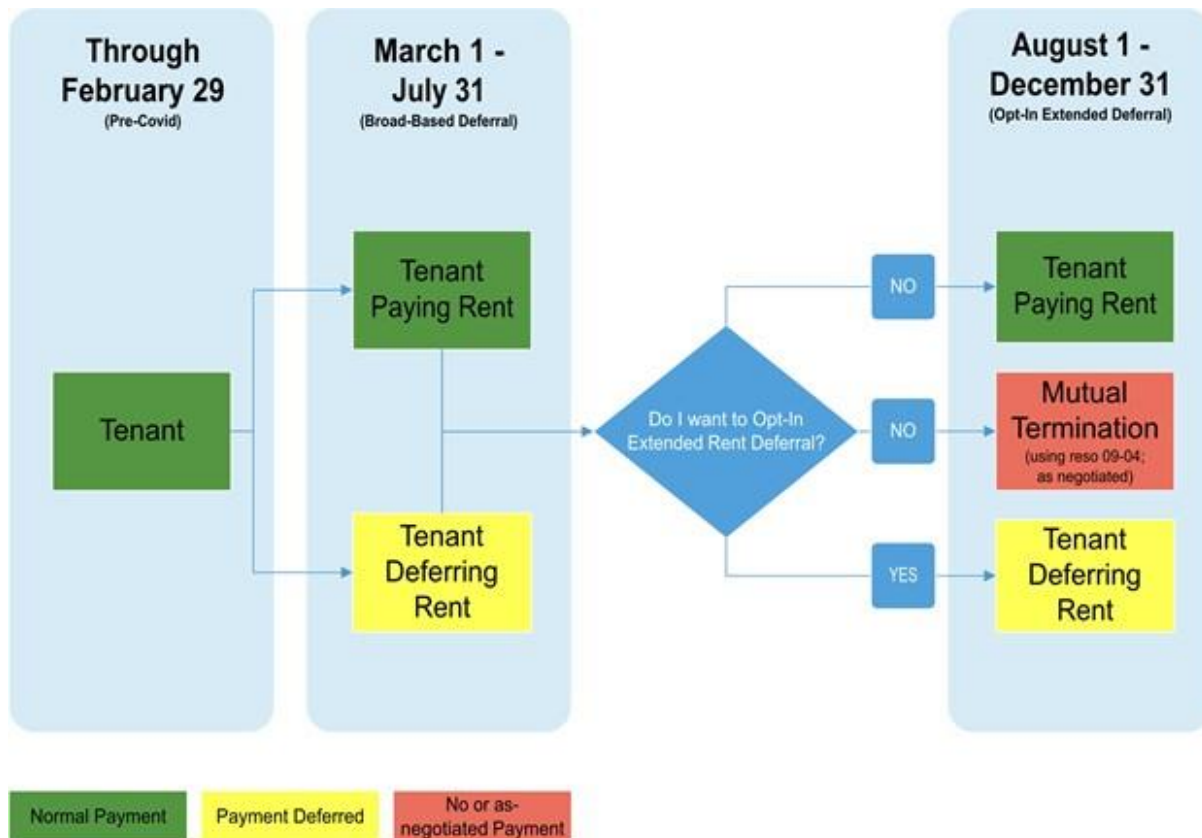 Through
February 29
(Pre-Covid)
March 1 -
July 31
(Broad-Based Deferral)
August 1 -
December 31
(Opt-In Extended Deferral)
Tenant
Tenant
Paying Rent
Tenant
Deferring
Rent
Do I want to Opt-In
Extended Rent Deferral?
NO
NO
YES
Tenant
Paying Rent
Mutual
Termination
(using reso 09-04;
as negotiated)
Tenant
Deferring
Rent
Normal Payment
Payment Deferred
No or as-
negotiated Payment